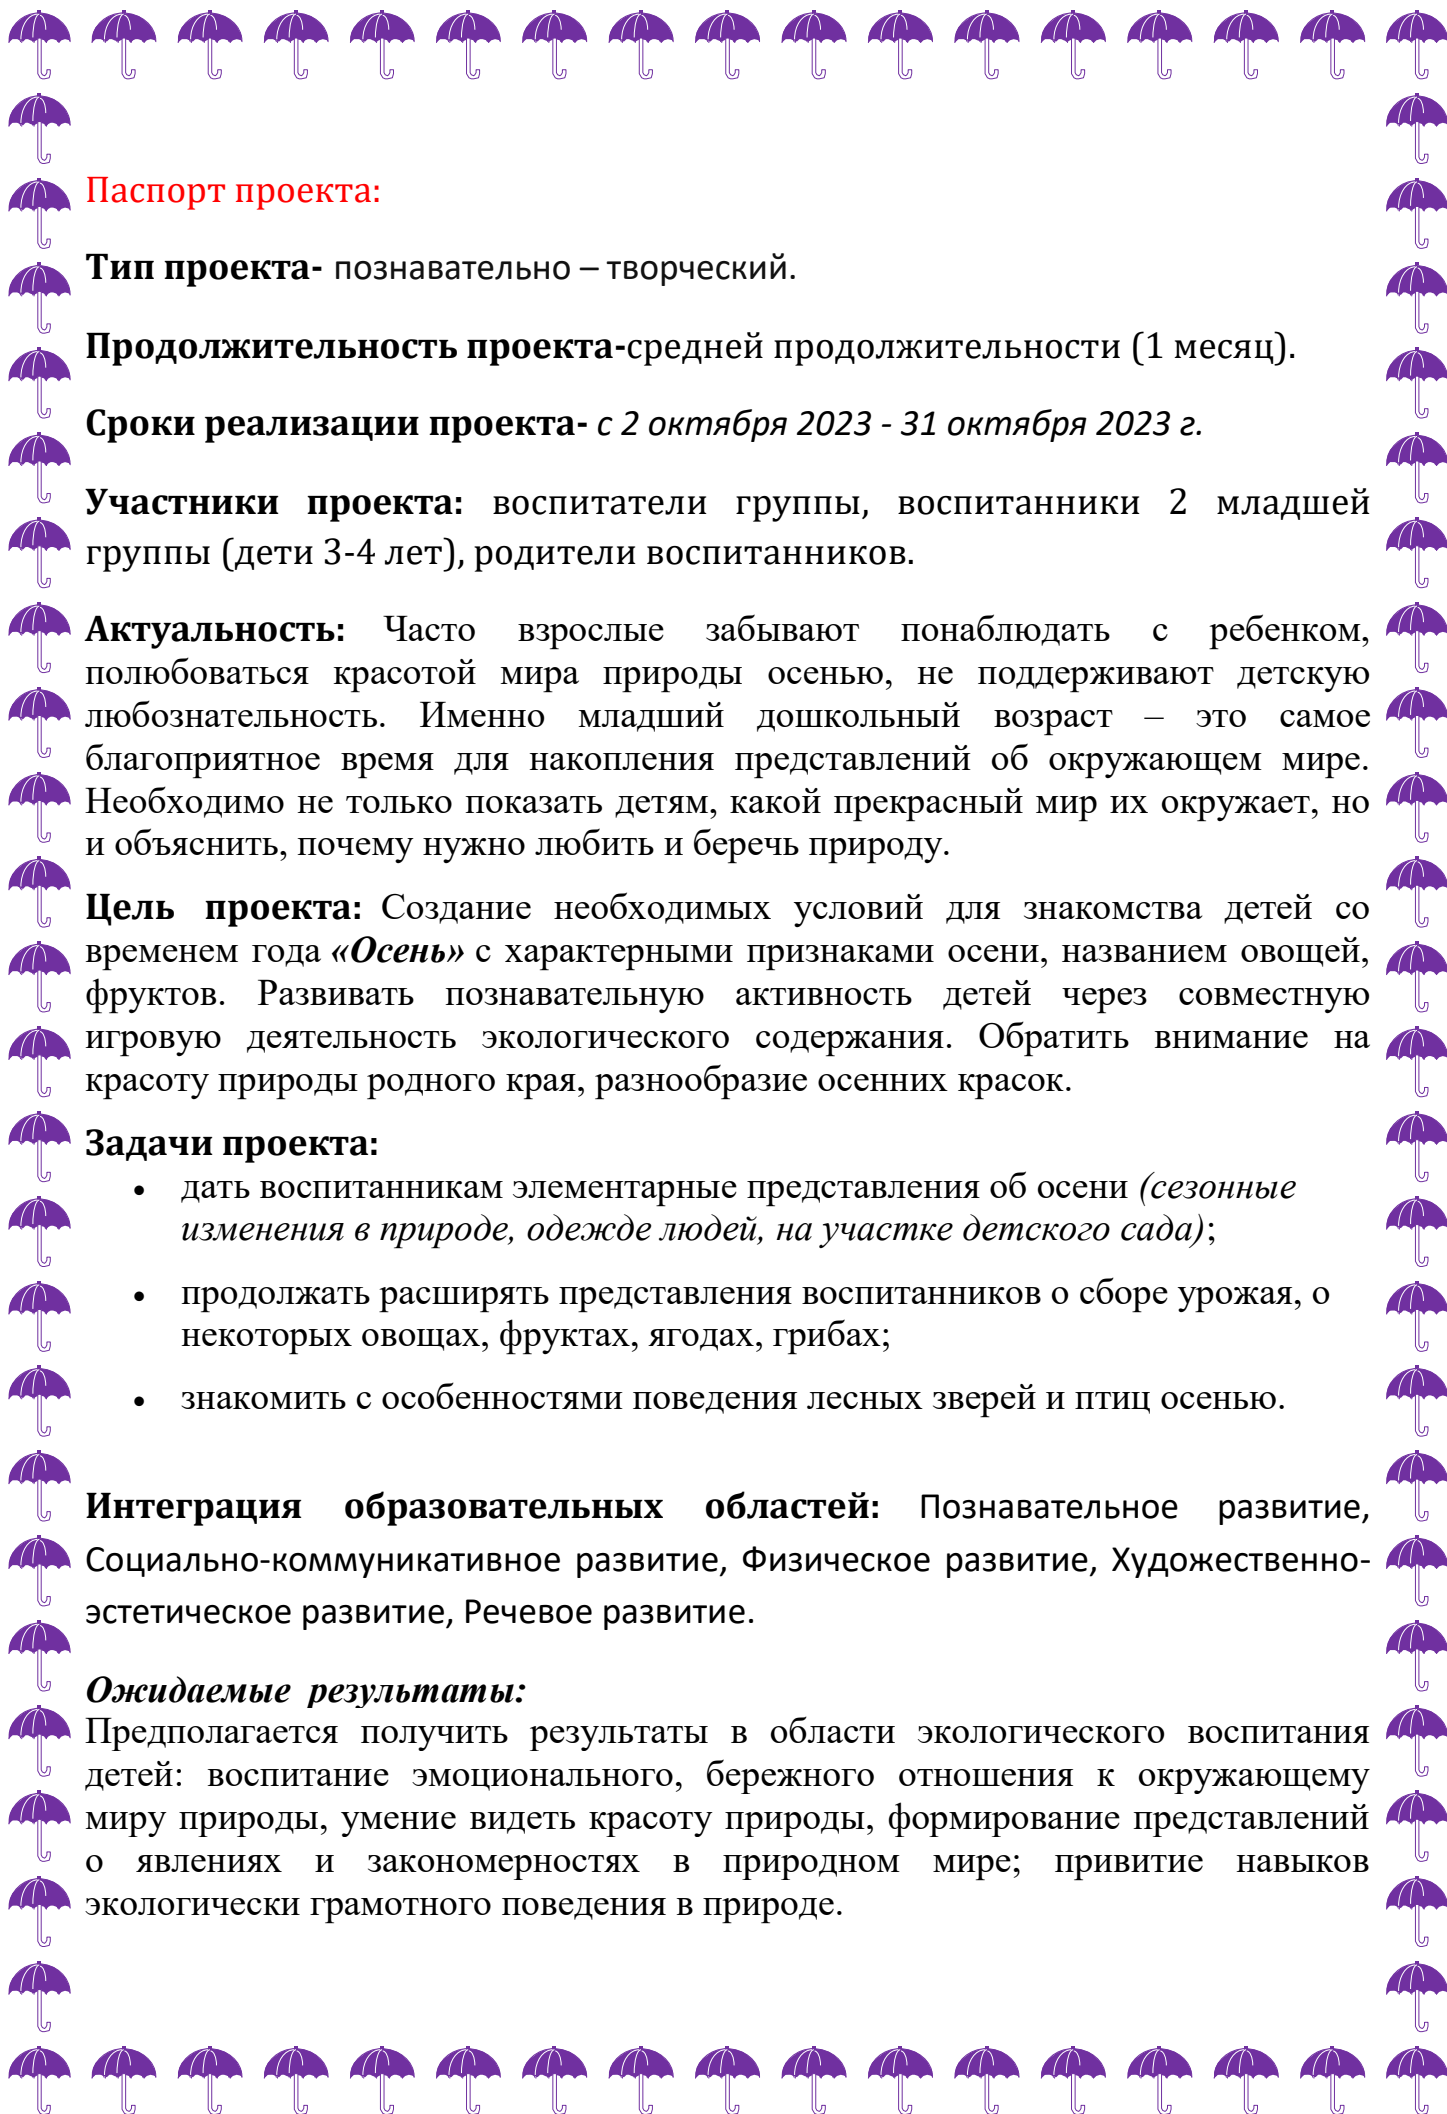 Паспорт проекта:
Тип проекта- познавательно – творческий.
Продолжительность проекта-средней продолжительности (1 месяц).
Сроки реализации проекта- с 2 октября 2023 - 31 октября 2023 г.
Участники проекта: воспитатели группы, воспитанники 2 младшей
группы (дети 3-4 лет), родители воспитанников.
Актуальность: Часто взрослые забывают понаблюдать с ребенком,
полюбоваться красотой мира природы осенью, не поддерживают детскую
любознательность. Именно младший дошкольный возраст – это самое
благоприятное время для накопления представлений об окружающем мире.
Необходимо не только показать детям, какой прекрасный мир их окружает, но
и объяснить, почему нужно любить и беречь природу.
Цель проекта: Создание необходимых условий для знакомства детей со
временем года «Осень» с характерными признаками осени, названием овощей,
фруктов. Развивать познавательную активность детей через совместную
игровую деятельность экологического содержания. Обратить внимание на
красоту природы родного края, разнообразие осенних красок.
Задачи проекта:
• дать воспитанникам элементарные представления об осени (сезонные
изменения в природе, одежде людей, на участке детского сада);
• продолжать расширять представления воспитанников о сборе урожая, о
некоторых овощах, фруктах, ягодах, грибах;
• знакомить с особенностями поведения лесных зверей и птиц осенью.
Интеграция образовательных областей: Познавательное развитие,
Социально-коммуникативное развитие, Физическое развитие, Художественно-
эстетическое развитие, Речевое развитие.
Ожидаемые результаты:
Предполагается получить результаты в области экологического воспитания
детей: воспитание эмоционального, бережного отношения к окружающему
миру природы, умение видеть красоту природы, формирование представлений
о явлениях и закономерностях в природном мире; привитие навыков
экологически грамотного поведения в природе.